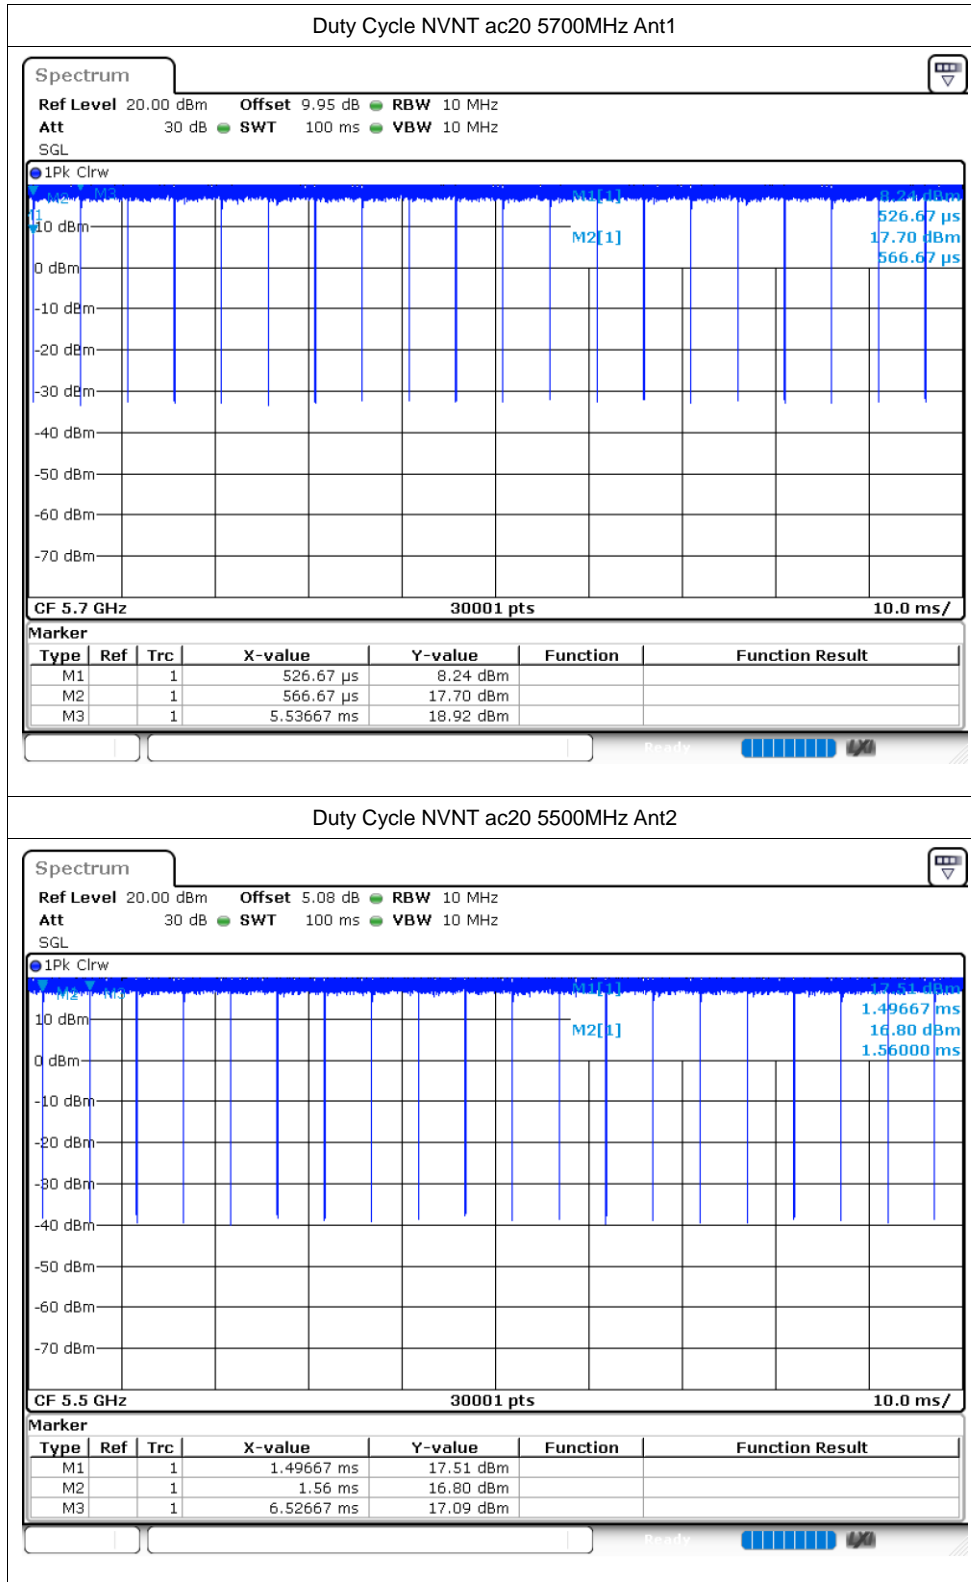 Duty Cycle NVNT ac20 5700MHz Ant1
Spectrum
Ref Level 20.00 dBm Offset 9.95 dB RBW 10 MHz
Att 30 dB SWT 100 ms VBW 10 MHz
SGL
1Pk Clrw
M2 M3 M1[1] 8.24 dBm
M1 526.67 µs
10 dBm M2[1] 17.70 dBm
566.67 µs
0 dBm
-10 dBm
-20 dBm
-30 dBm
-40 dBm
-50 dBm
-60 dBm
-70 dBm
CF 5.7 GHz 30001 pts 10.0 ms/
Marker
Type Ref Trc X-value Y-value Function Function Result
M1 1 526.67 µs 8.24 dBm
M2 1 566.67 µs 17.70 dBm
M3 1 5.53667 ms 18.92 dBm
Ready LXI
Duty Cycle NVNT ac20 5500MHz Ant2
Spectrum
Ref Level 20.00 dBm Offset 5.08 dB RBW 10 MHz
Att 30 dB SWT 100 ms VBW 10 MHz
SGL
1Pk Clrw
M2 M3 M1[1] 17.51 dBm
1.49667 ms
10 dBm M2[1] 16.80 dBm
1.56000 ms
0 dBm
-10 dBm
-20 dBm
-30 dBm
-40 dBm
-50 dBm
-60 dBm
-70 dBm
CF 5.5 GHz 30001 pts 10.0 ms/
Marker
Type Ref Trc X-value Y-value Function Function Result
M1 1 1.49667 ms 17.51 dBm
M2 1 1.56 ms 16.80 dBm
M3 1 6.52667 ms 17.09 dBm
Ready LXI